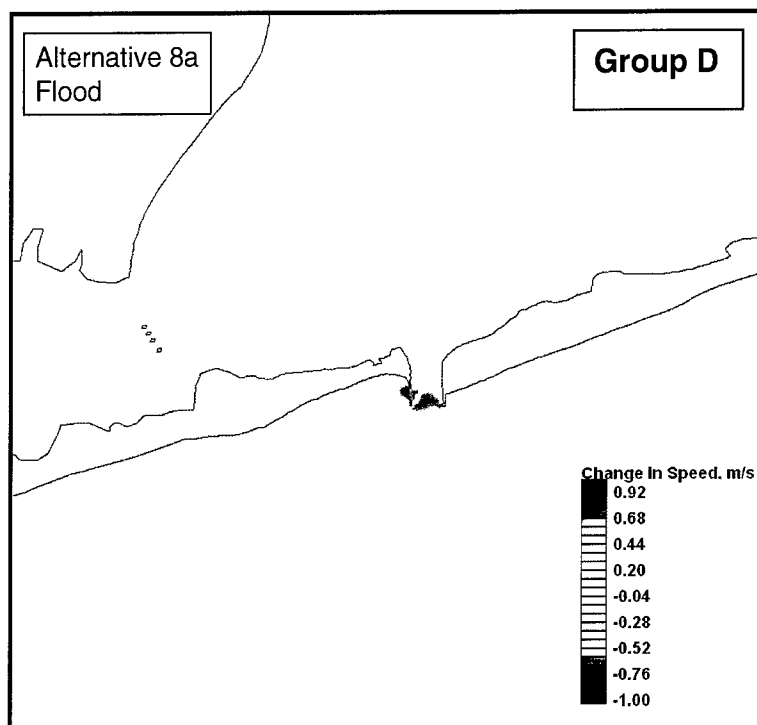 Alternative 8a
Flood
Group D
Change In Speed. m/s
0.92
0.68
0.44
0.20
-0.04
-0.28
-0.52
-0.76
-1.00